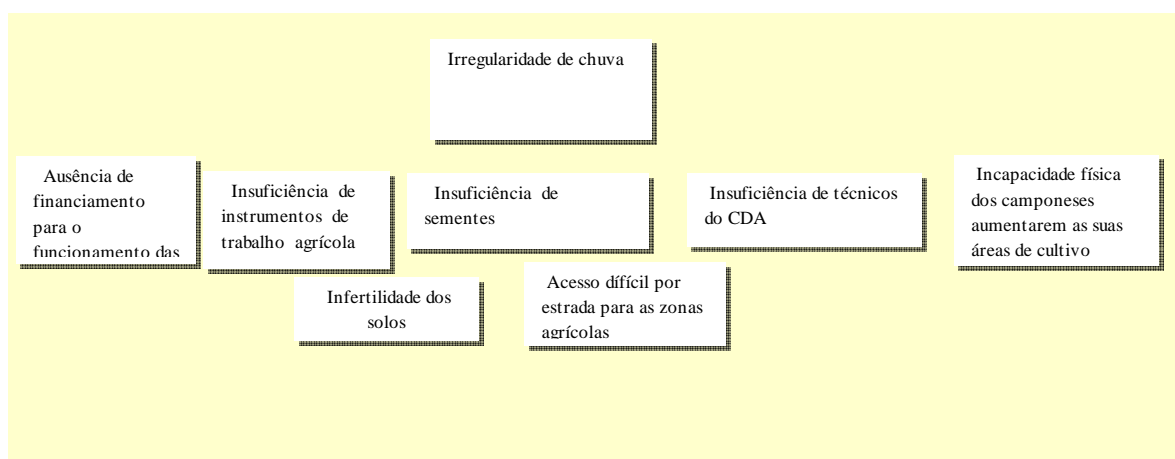 Irregularidade de chuva
Ausência de
financiamento
para o
funcionamento das
Insuficiência de
instrumentos de
trabalho agrícola
Insuficiência de
sementes
Insuficiência de técnicos
do CDA
Incapacidade física
dos camponeses
aumentarem as suas
áreas de cultivo
Infertilidade dos
solos
Acesso dífícil por
estrada para as zonas
agrícolas